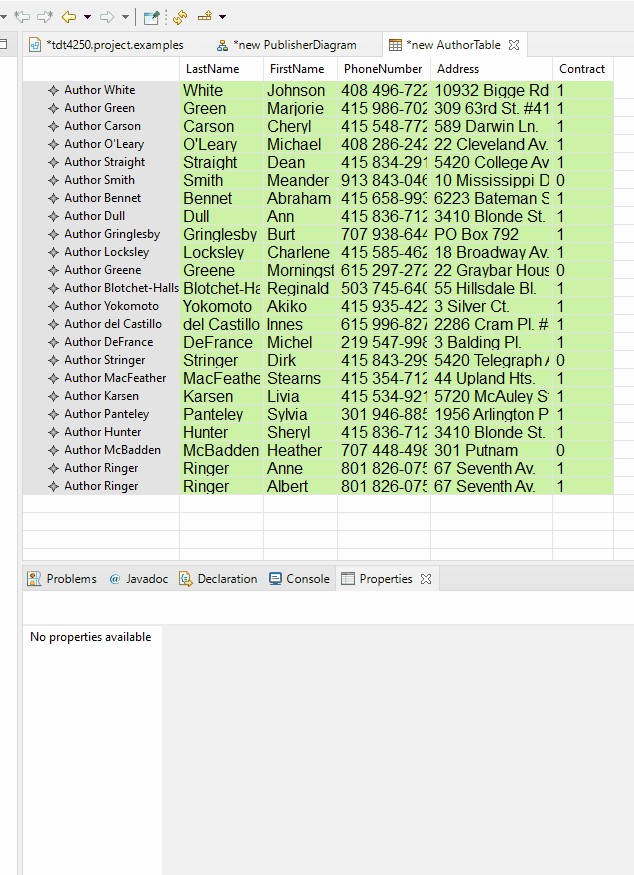 *tdt4250.project.examples *new PublisherDiagram *new AuthorTable
LastName FirstName PhoneNumber Address Contract
Author White White Johnson 408 496-722 10932 Bigge Rd 1
Author Green Green Marjorie 415 986-702 309 63rd St. #41 1
Author Carson Carson Cheryl 415 548-772 589 Darwin Ln. 1
Author O'Leary O'Leary Michael 408 286-242 22 Cleveland Av. 1
Author Straight Straight Dean 415 834-291 5420 College Av 1
Author Smith Smith Meander 913 843-046 10 Mississippi D 0
Author Bennet Bennet Abraham 415 658-993 6223 Bateman S 1
Author Dull Dull Ann 415 836-712 3410 Blonde St. 1
Author Gringlesby Gringlesby Burt 707 938-644 PO Box 792 1
Author Locksley Locksley Charlene 415 585-462 18 Broadway Av. 1
Author Greene Greene Morningst 615 297-272 22 Graybar Hous 0
Author Blotchet-Halls Blotchet-Ha Reginald 503 745-640 55 Hillsdale Bl. 1
Author Yokomoto Yokomoto Akiko 415 935-422 3 Silver Ct. 1
Author del Castillo del Castillo Innes 615 996-827 2286 Cram Pl. # 1
Author DeFrance DeFrance Michel 219 547-998 3 Balding Pl. 1
Author Stringer Stringer Dirk 415 843-299 5420 Telegraph A 0
Author MacFeather MacFeathe Stearns 415 354-712 44 Upland Hts. 1
Author Karsen Karsen Livia 415 534-921 5720 McAuley S 1
Author Panteley Panteley Sylvia 301 946-885 1956 Arlington P 1
Author Hunter Hunter Sheryl 415 836-712 3410 Blonde St. 1
Author McBadden McBadden Heather 707 448-498 301 Putnam 0
Author Ringer Ringer Anne 801 826-075 67 Seventh Av. 1
Author Ringer Ringer Albert 801 826-075 67 Seventh Av. 1
Problems @ Javadoc Declaration Console Properties
No properties available